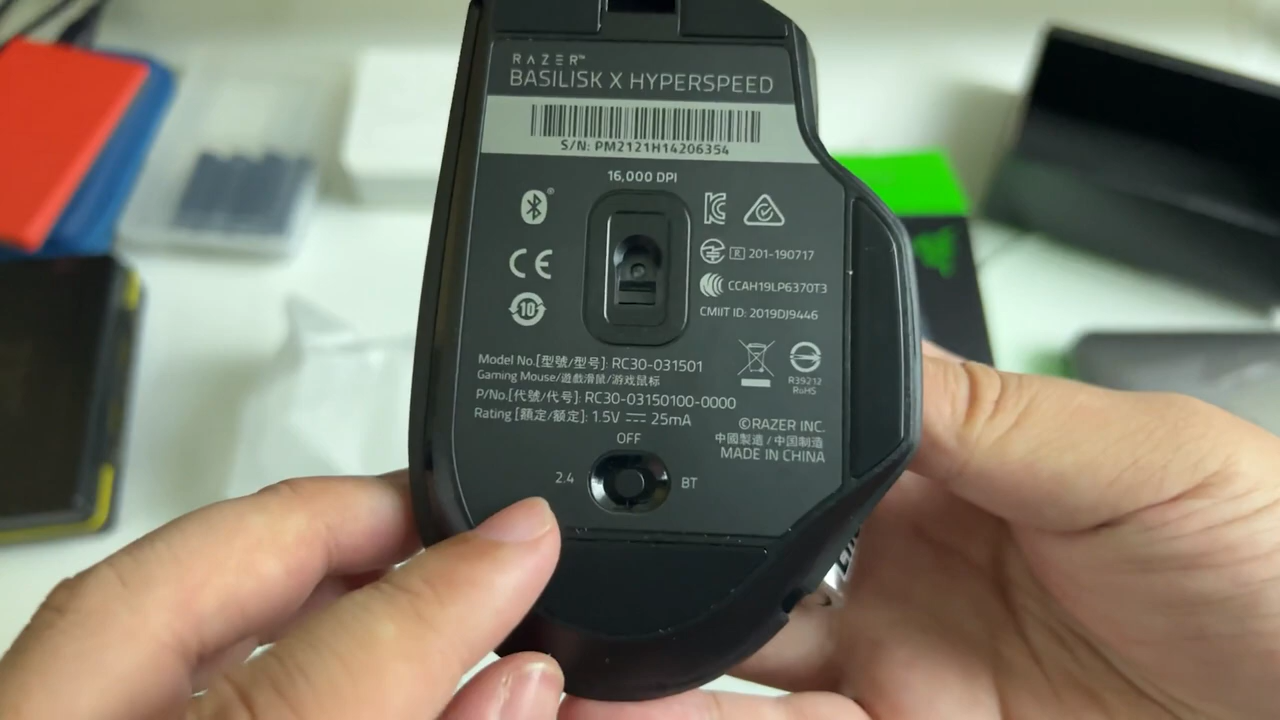 RAZER™
BASILISK X HYPERSPEED
S/N: PM2121H14206354
16,000 DPI
R 201-190717
CCAH19LP6370T3
CMIIT ID: 2019DJ9446
10
R39212
RoHS
Model No.[型號/型号]: RC30-031501
Gaming Mouse/遊戲滑鼠/游戏鼠标
P/No.[代號/代号]: RC30-03150100-0000
Rating [額定/额定]: 1.5V 25mA
©RAZER INC.
中國製造 / 中国制造
MADE IN CHINA
OFF
2.4
BT